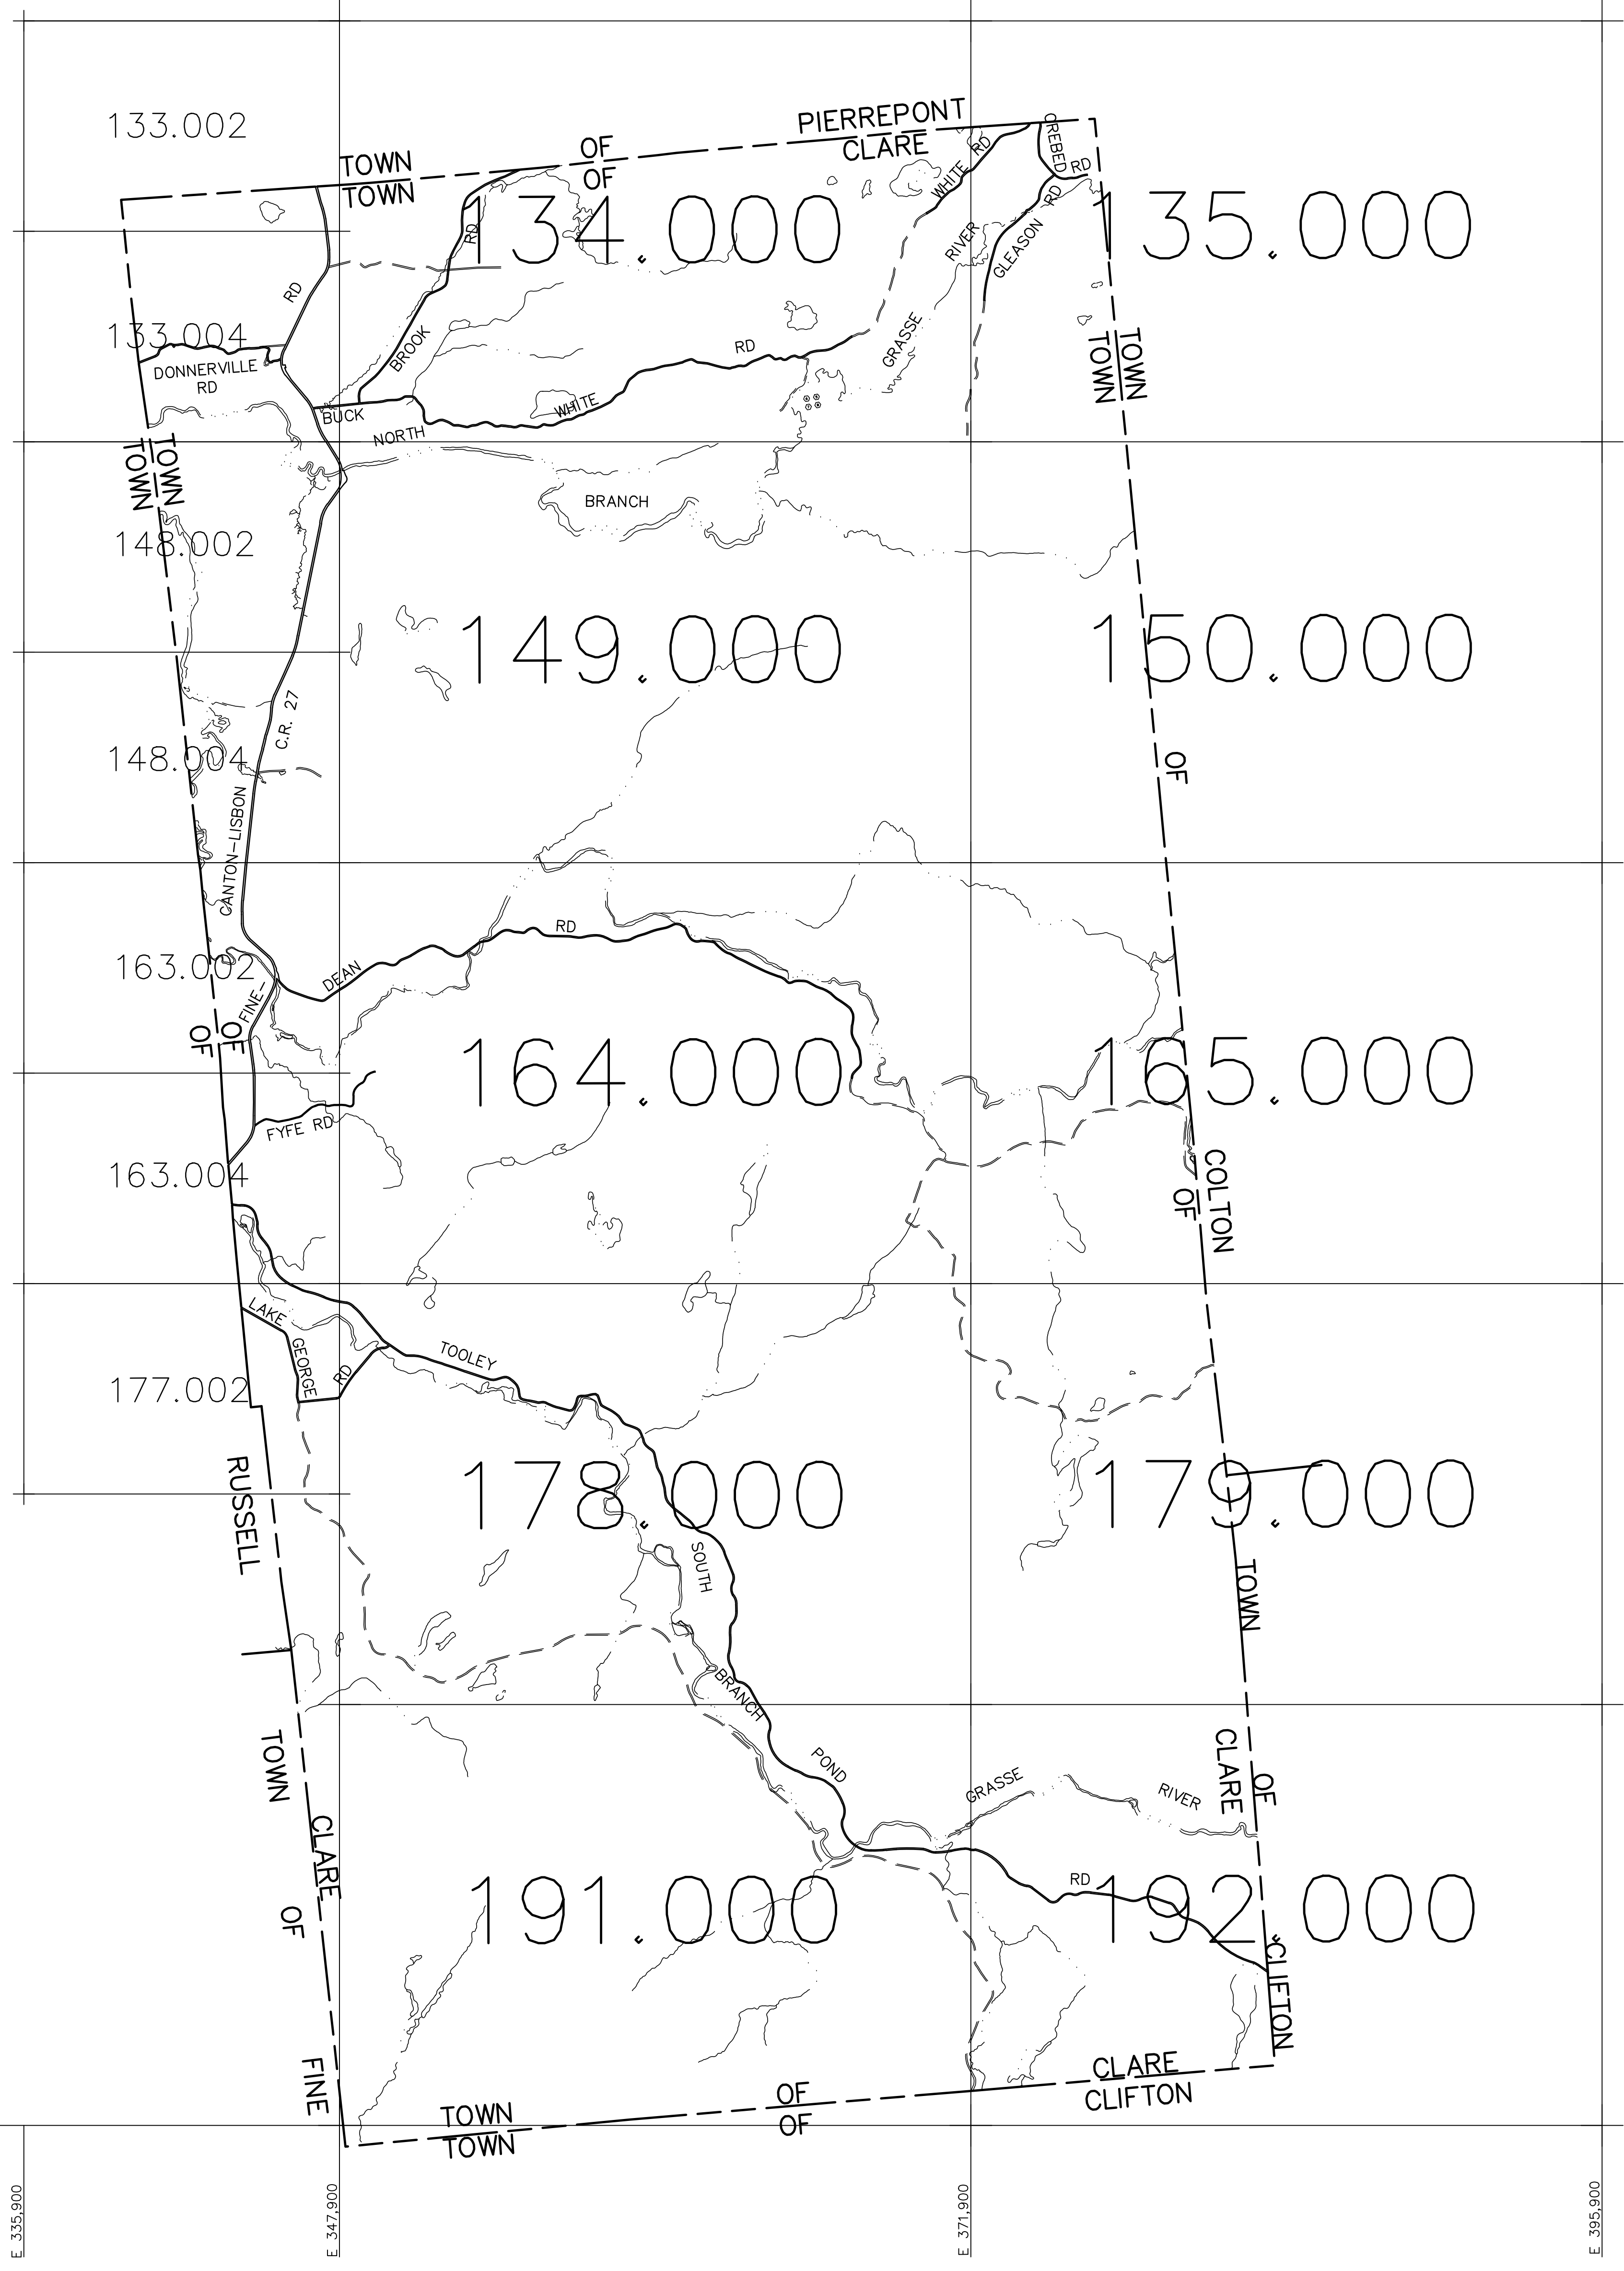 133.002
TOWN OF PIERREPONT
TOWN OF CLARE
OREBED RD
WHITE RD
134.000
135.000
RD
RD
RIVER
GLEASON RD
133.004
DONNERVILLE
RD
BROOK
RD
GRASSE
TOWN
TOWN
BUCK
WHITE
NORTH
TOWN
TOWN
BRANCH
148.002
149.000
150.000
C.R. 27
148.004
OF
CANTON-LISBON
RD
163.002
DEAN
FINE-
OF
OF
164.000
165.000
FYFE RD
163.004
COLTON
OF
LAKE
GEORGE
RD
TOOLEY
177.002
RUSSELL
178.000
179.000
SOUTH
TOWN
BRANCH
TOWN
POND
GRASSE
RIVER
CLARE
OF
CLARE
RD
191.000
192.000
OF
CLIFTON
FINE
TOWN OF CLARE
TOWN OF CLIFTON
E 335,900
E 347,900
E 371,900
E 395,900